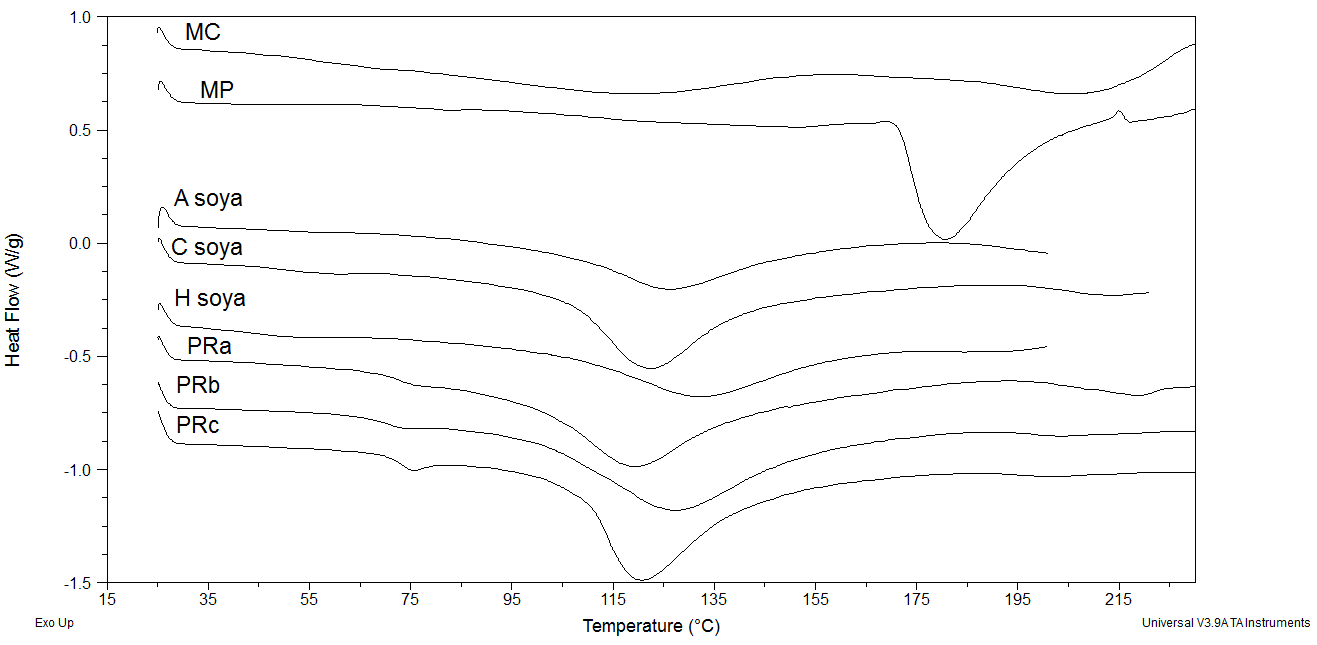 1.0
MC
MP
0.5
A soya
0.0
C soya
H soya
PRa
-0.5
PRb
PRc
-1.0
-1.5
Heat Flow (W/g)
15 35 55 75 95 115 135 155 175 195 215
Exo Up
Temperature (°C)
Universal V3.9A TA Instruments